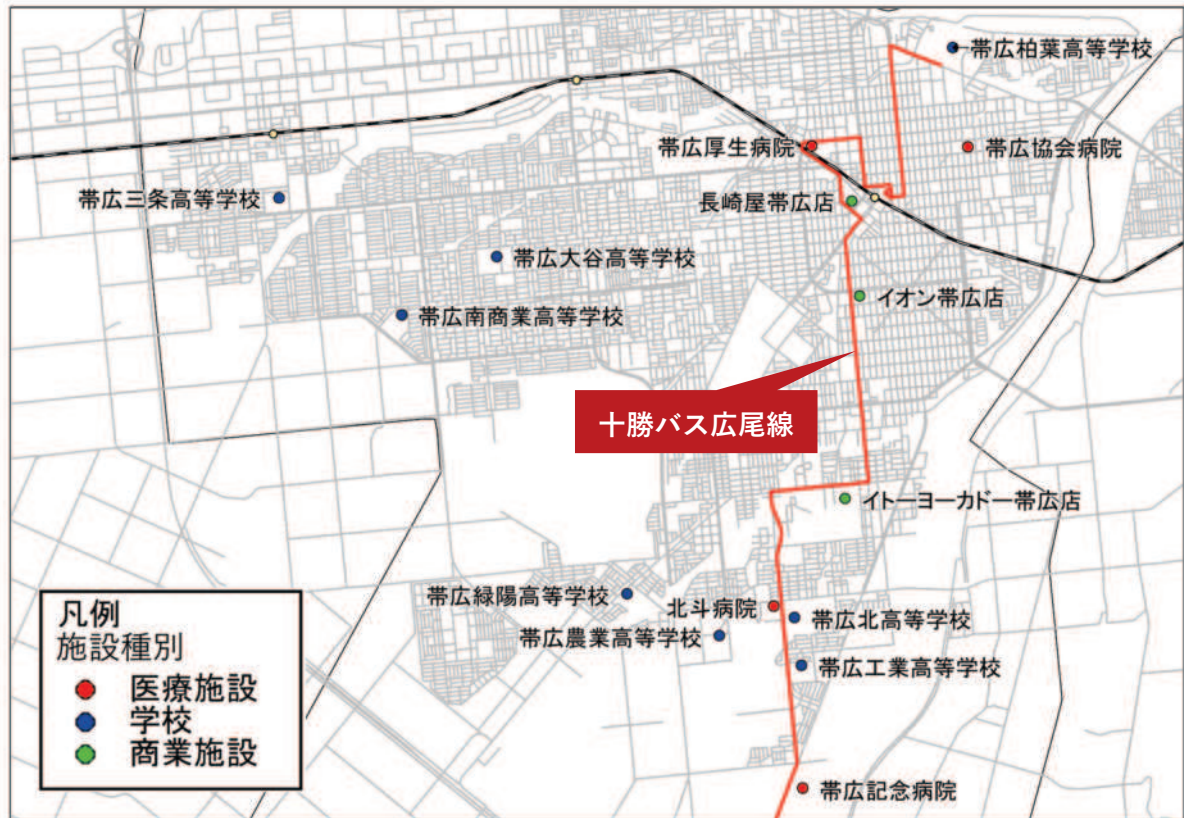 帯広柏葉高等学校
帯広厚生病院
帯広協会病院
帯広三条高等学校
長崎屋帯広店
帯広大谷高等学校
イオン帯広店
帯広南商業高等学校
十勝バス広尾線
イトーヨーカドー帯広店
帯広緑陽高等学校
北斗病院
帯広北高等学校
帯広農業高等学校
帯広工業高等学校
帯広記念病院
凡例
施設種別
医療施設
学校
商業施設